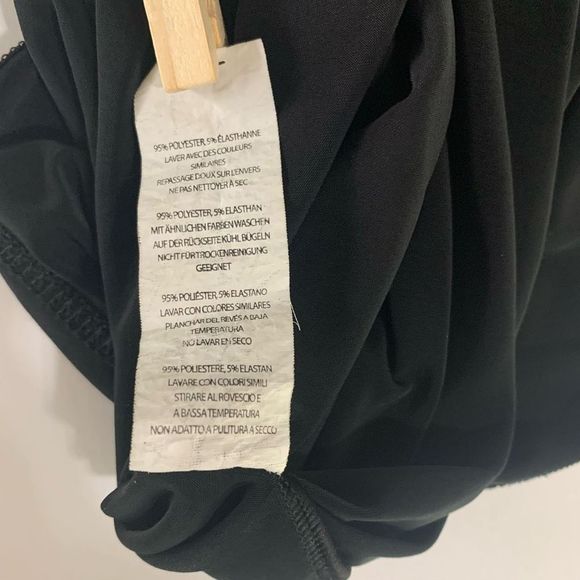 95% POLYESTER, 5% ÉLASTHANNE
LAVER AVEC DES COULEURS
SIMILAIRES
REPASSAGE DOUX SUR L'ENVERS
NE PAS NETTOYER À SEC
95% POLYESTER, 5% ELASTHAN
MIT ÄHNLICHEN FARBEN WASCHEN
AUF DER RÜCKSEITE KÜHL BÜGELN
NICHT FÜR TROCKENREINIGUNG
GEEIGNET
95% POLIÉSTER, 5% ELASTANO
LAVAR CON COLORES SIMILARES
PLANCHAR DEL REVÉS A BAJA
TEMPERATURA
NO LAVAR EN SECO
95% POLIESTERE, 5% ELASTAN
LAVARE CON COLORI SIMILI
STIRARE AL ROVESCIO E
A BASSA TEMPERATURA
NON ADATTO A PULITURA A SECCO